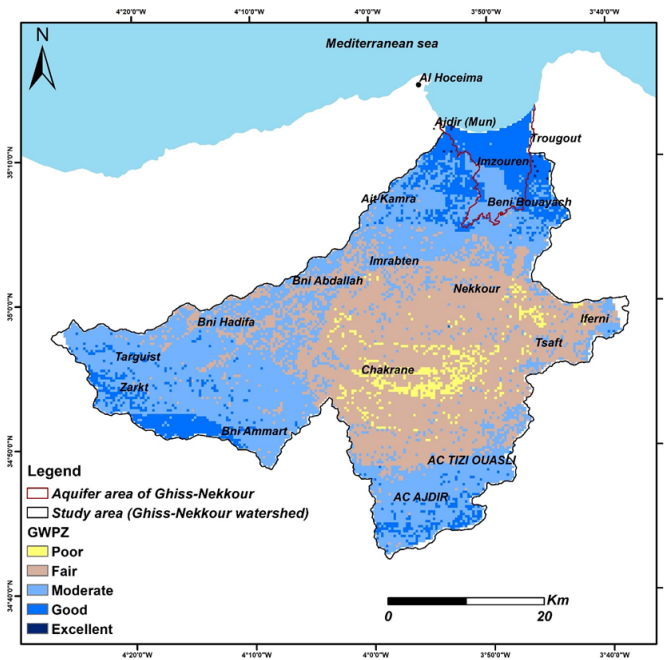 4°20'0"W 4°10'0"W 4°0'0"W 3°50'0"W 3°40'0"W
N
Mediterranean sea
Al Hoceima
Ajdir (Mun)
Trougout
35°10'0"N
Imzouren
Ait Kamra
Beni Bouayach
Imrabten
Bni Abdallah
Nekkour
35°0'0"N
Bni Hadifa
Iferni
Tsaft
Targuist
Chakrane
Zarkt
Bni Ammart
34°50'0"N
AC TIZI OUASLI
AC AJDIR
Legend
Aquifer area of Ghiss-Nekkour
Study area (Ghiss-Nekkour watershed)
GWPZ
Poor
Fair
Moderate
Good
Excellent
34°40'0"N
Km
0 20
4°20'0"W 4°10'0"W 4°0'0"W 3°50'0"W 3°40'0"W